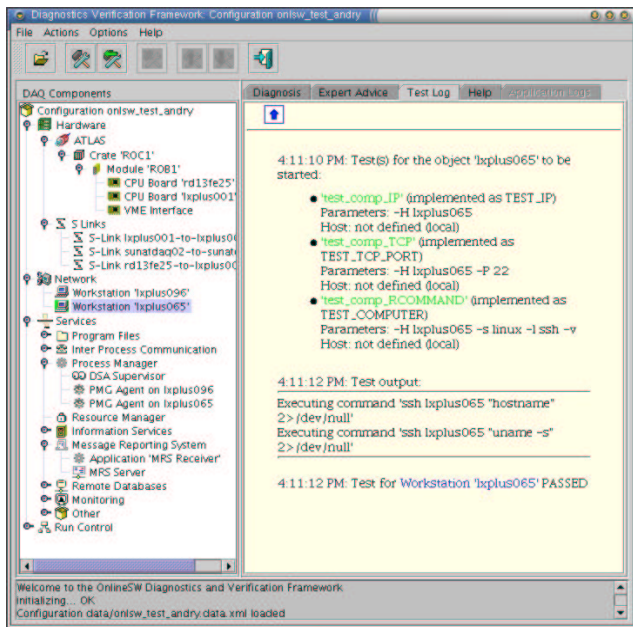 Diagnostics Verification Framework: Configuration onlsw_test_andry
File Actions Options Help
DAQ Components
Configuration onlsw_test_andry
Hardware
ATLAS
Crate 'ROC1'
Module 'ROB1'
CPU Board 'rd13fe25'
CPU Board 'lxplus001'
VME Interface
S Links
S-Link lxplus001-to-lxplus0
S-Link sunatdaq02-to-sunat
S-Link rd13fe25-to-lxplus0
Network
Workstation 'lxplus096'
Workstation 'lxplus065'
Services
Program Files
Inter Process Communication
Process Manager
DSA Supervisor
PMG Agent on lxplus096
PMG Agent on lxplus065
Resource Manager
Information Services
Message Reporting System
Application 'MRS Receiver'
MRS Server
Remote Databases
Monitoring
Other
Run Control
Diagnosis Expert Advice Test Log Help Application Logs
4:11:10 PM: Test(s) for the object 'lxplus065' to be
started:
'test_comp_IP' (implemented as TEST_IP)
Parameters: -H lxplus065
Host: not defined (local)
'test_comp_TCP' (implemented as
TEST_TCP_PORT)
Parameters: -H lxplus065 -P 22
Host: not defined (local)
'test_comp_RCOMMAND' (implemented as
TEST_COMPUTER)
Parameters: -H lxplus065 -s linux -l ssh -v
Host: not defined (local)
4:11:12 PM: Test output:
Executing command 'ssh lxplus065 "hostname"
2>/dev/null'
Executing command 'ssh lxplus065 "uname -s"
2>/dev/null'
4:11:12 PM: Test for Workstation 'lxplus065' PASSED
Welcome to the OnlineSW Diagnostics and Verification Framework
Initializing... OK
Configuration data/onlsw_test_andry.data.xml loaded